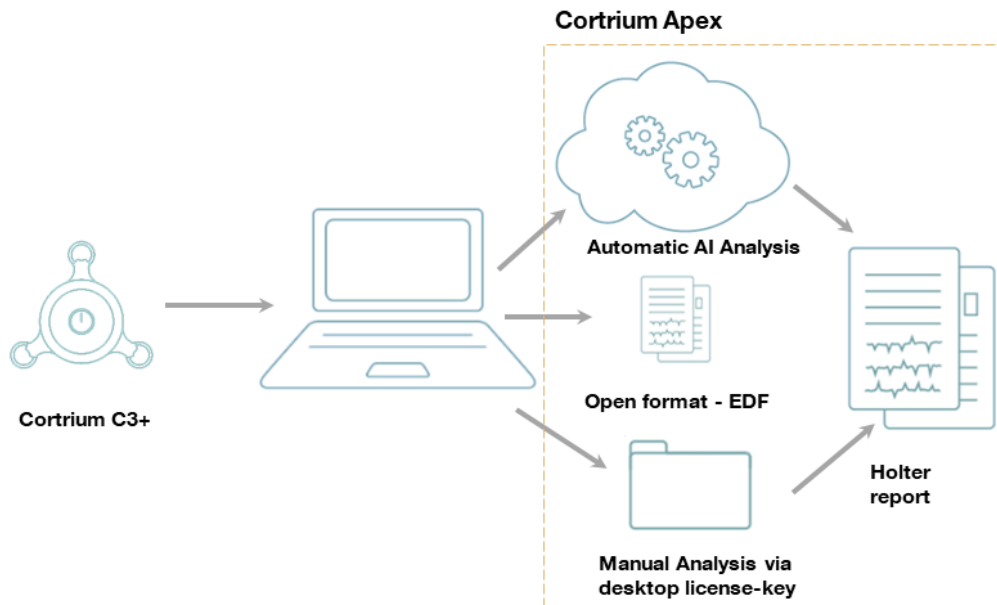 Cortrium Apex
Automatic AI Analysis
Open format - EDF
Cortrium C3+
Holter
report
Manual Analysis via
desktop license-key